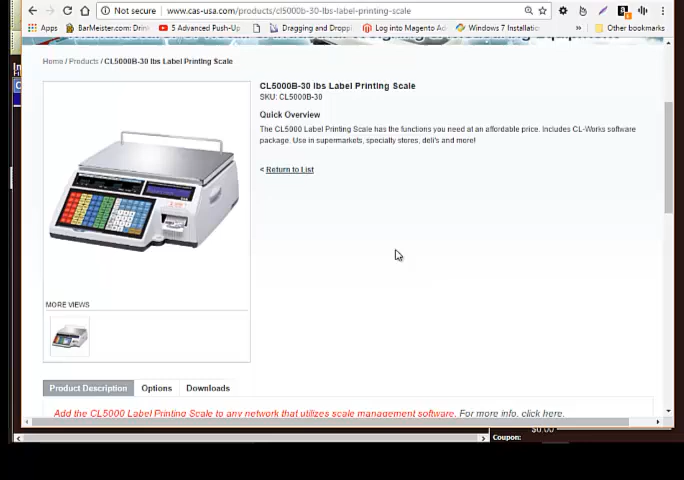 Not secure www.cas-usa.com/products/cl5000b-30-lbs-label-printing-scale
Apps BarMeister.com: Drin 5 Advanced Push-Up Dragging and Droppi Log into Magento Ad Windows 7 Installatio » Other bookmarks
Home / Products / CL5000B-30 lbs Label Printing Scale
CL5000B-30 lbs Label Printing Scale
SKU: CL5000B-30
Quick Overview
The CL5000 Label Printing Scale has the functions you need at an affordable price. Includes CL-Works software
package. Use in supermarkets, specialty stores, deli's and more!
< Return to List
MORE VIEWS
Product Description Options Downloads
Add the CL5000 Label Printing Scale to any network that utilizes scale management software. For more info, click here.
$0.00
Coupon: